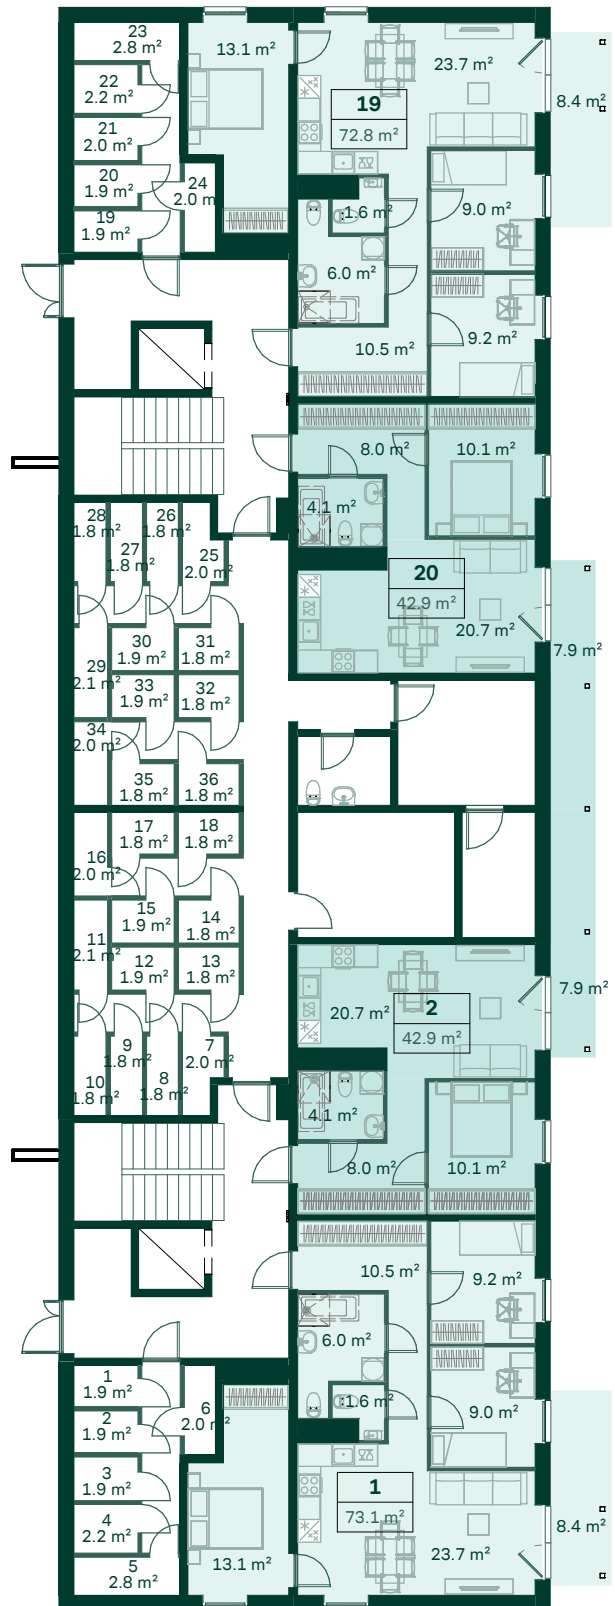 23
2.8 m²
13.1 m²
23.7 m²
22
2.2 m²
8.4 m²
19
72.8 m²
21
2.0 m²
20
1.9 m²
24
2.0 m
19
1.9 m²
1.6 m²
9.0 m²
6.0 m²
9.2 m²
10.5 m²
8.0 m²
10.1 m²
4.1 m²
28
1.8 m²
26
1.8 m²
27
1.8 m²
25
2.0 m²
20
42.9 m²
20.7 m²
7.9 m²
30
1.9 m²
31
1.8 m²
29
2.1 m²
33
1.9 m²
32
1.8 m²
34
2.0 m²
35
1.8 m²
36
1.8 m²
17
1.8 m²
18
1.8 m²
16
2.0 m²
15
1.9 m²
14
1.8 m²
11
2.1 m²
12
1.9 m²
13
1.8 m²
7.9 m²
20.7 m²
2
42.9 m²
9
1.8 m²
7
2.0 m²
10
1.8 m²
8
1.8 m²
4.1 m²
8.0 m²
10.1 m²
10.5 m²
9.2 m²
6.0 m²
1
1.9 m²
6
2.0 m²
1.6 m²
9.0 m²
2
1.9 m²
3
1.9 m²
1
73.1 m²
4
2.2 m²
8.4 m²
5
2.8 m²
13.1 m²
23.7 m²